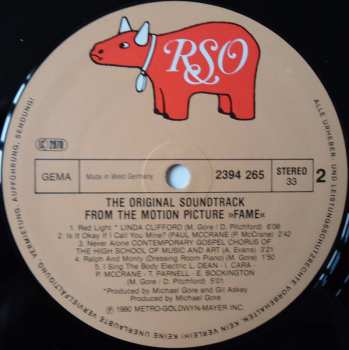 RSO
LC 2870
GEMA
Made in West Germany
2394 265
STEREO
33
2
THE ORIGINAL SOUNDTRACK
FROM THE MOTION PICTURE »FAME«
1. Red Light * LINDA CLIFFORD (M. Gore / D. Pitchford) 6:08
2. Is It Okay If I Call You Mine? (PAUL MCCRANE (P. McCrane) 2:42
3. Never Alone CONTEMPORARY GOSPEL CHORUS OF
THE HIGH SCHOOL OF MUSIC AND ART (A. Evans) 3:21
4. Ralph And Monty (Dressing Room Piano) (M. Gore) 1:50
5. I Sing The Body Electric L. DEAN - I. CARA -
P. MCCRANE - T. PARNELL - E. BOCKINGTON
(M. Gore / D. Pitchford) 5:01
*Produced by Michael Gore and Gil Askey
Produced by Michael Gore
Ⓟ 1980 METRO-GOLDWYN-MAYER INC.
ALLE URHEBER- UND LEISTUNGSSCHUTZRECHTE VORBEHALTEN. KEIN VERLEIH! KEINE UNERLAUBTE VERVIELFÄLTIGUNG, VERMIETUNG, AUFFÜHRUNG, SENDUNG!